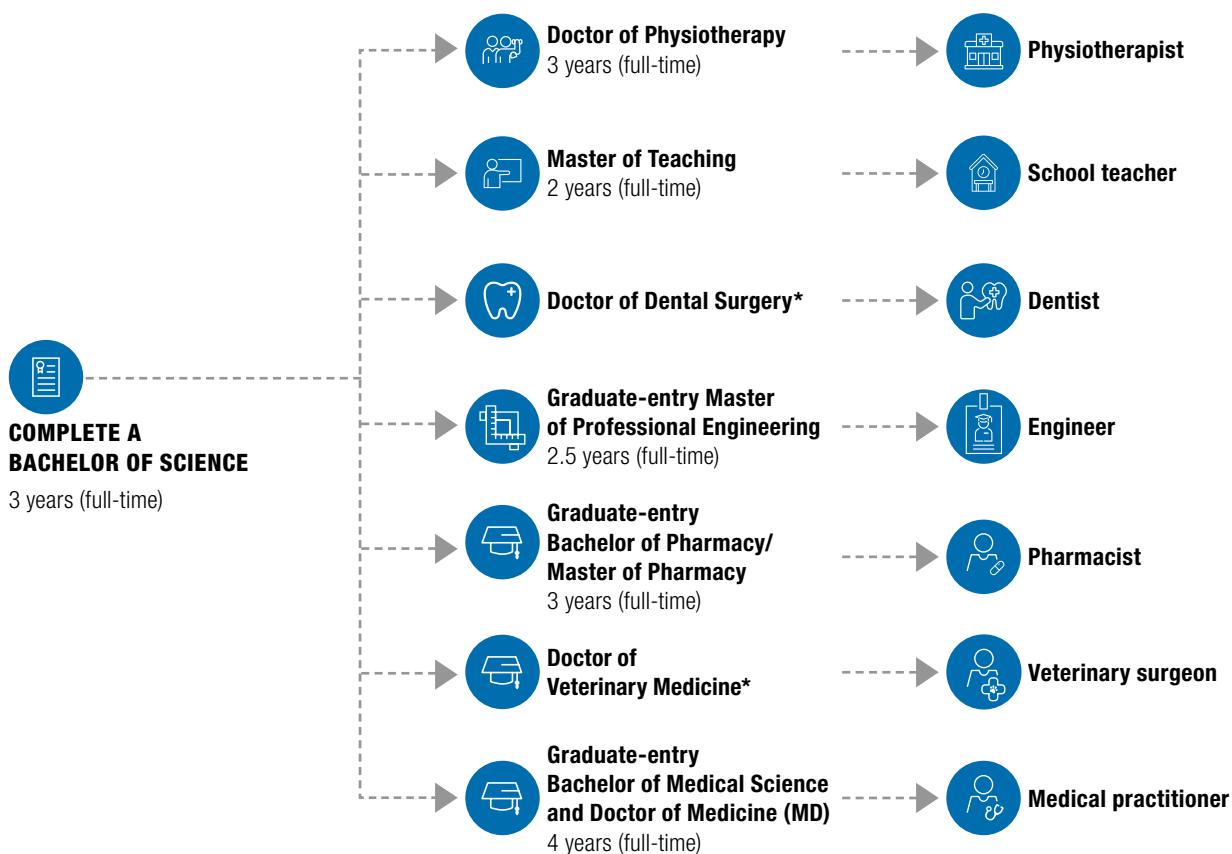 COMPLETE A
BACHELOR OF SCIENCE
3 years (full-time)
Doctor of Physiotherapy
3 years (full-time)
Physiotherapist
Master of Teaching
2 years (full-time)
School teacher
Doctor of Dental Surgery*
Dentist
Graduate-entry Master
of Professional Engineering
2.5 years (full-time)
Engineer
Graduate-entry
Bachelor of Pharmacy/
Master of Pharmacy
3 years (full-time)
Pharmacist
Doctor of
Veterinary Medicine*
Veterinary surgeon
Graduate-entry
Bachelor of Medical Science
and Doctor of Medicine (MD)
4 years (full-time)
Medical practitioner